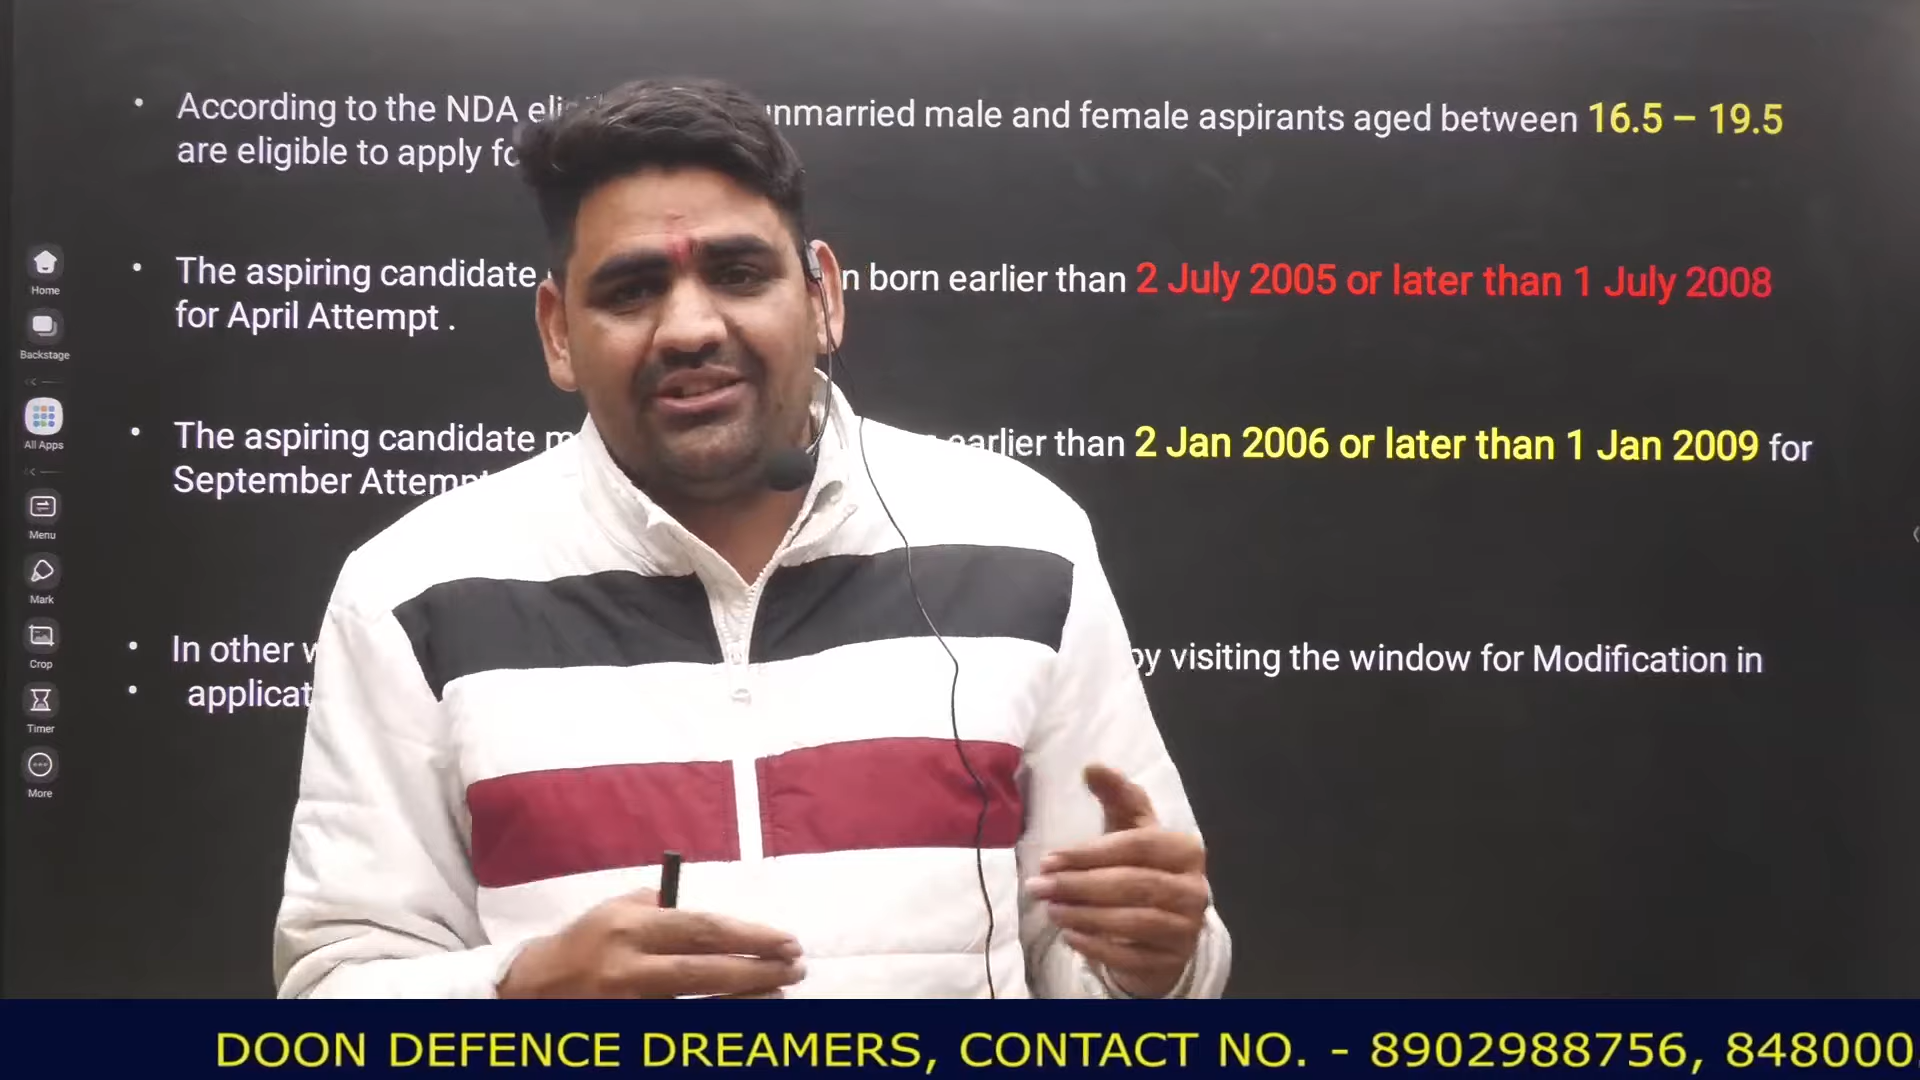 • According to the NDA unmarried male and female aspirants aged between 16.5 – 19.5
are eligible to apply
• The aspiring candidate born earlier than 2 July 2005 or later than 1 July 2008
for April Attempt .
• The aspiring candidate earlier than 2 Jan 2006 or later than 1 Jan 2009 for
September Attempt
• In other by visiting the window for Modification in
•
Home
Backstage
All Apps
Menu
Mark
Crop
Timer
More
DOON DEFENCE DREAMERS, CONTACT NO. - 8902988756, 848000